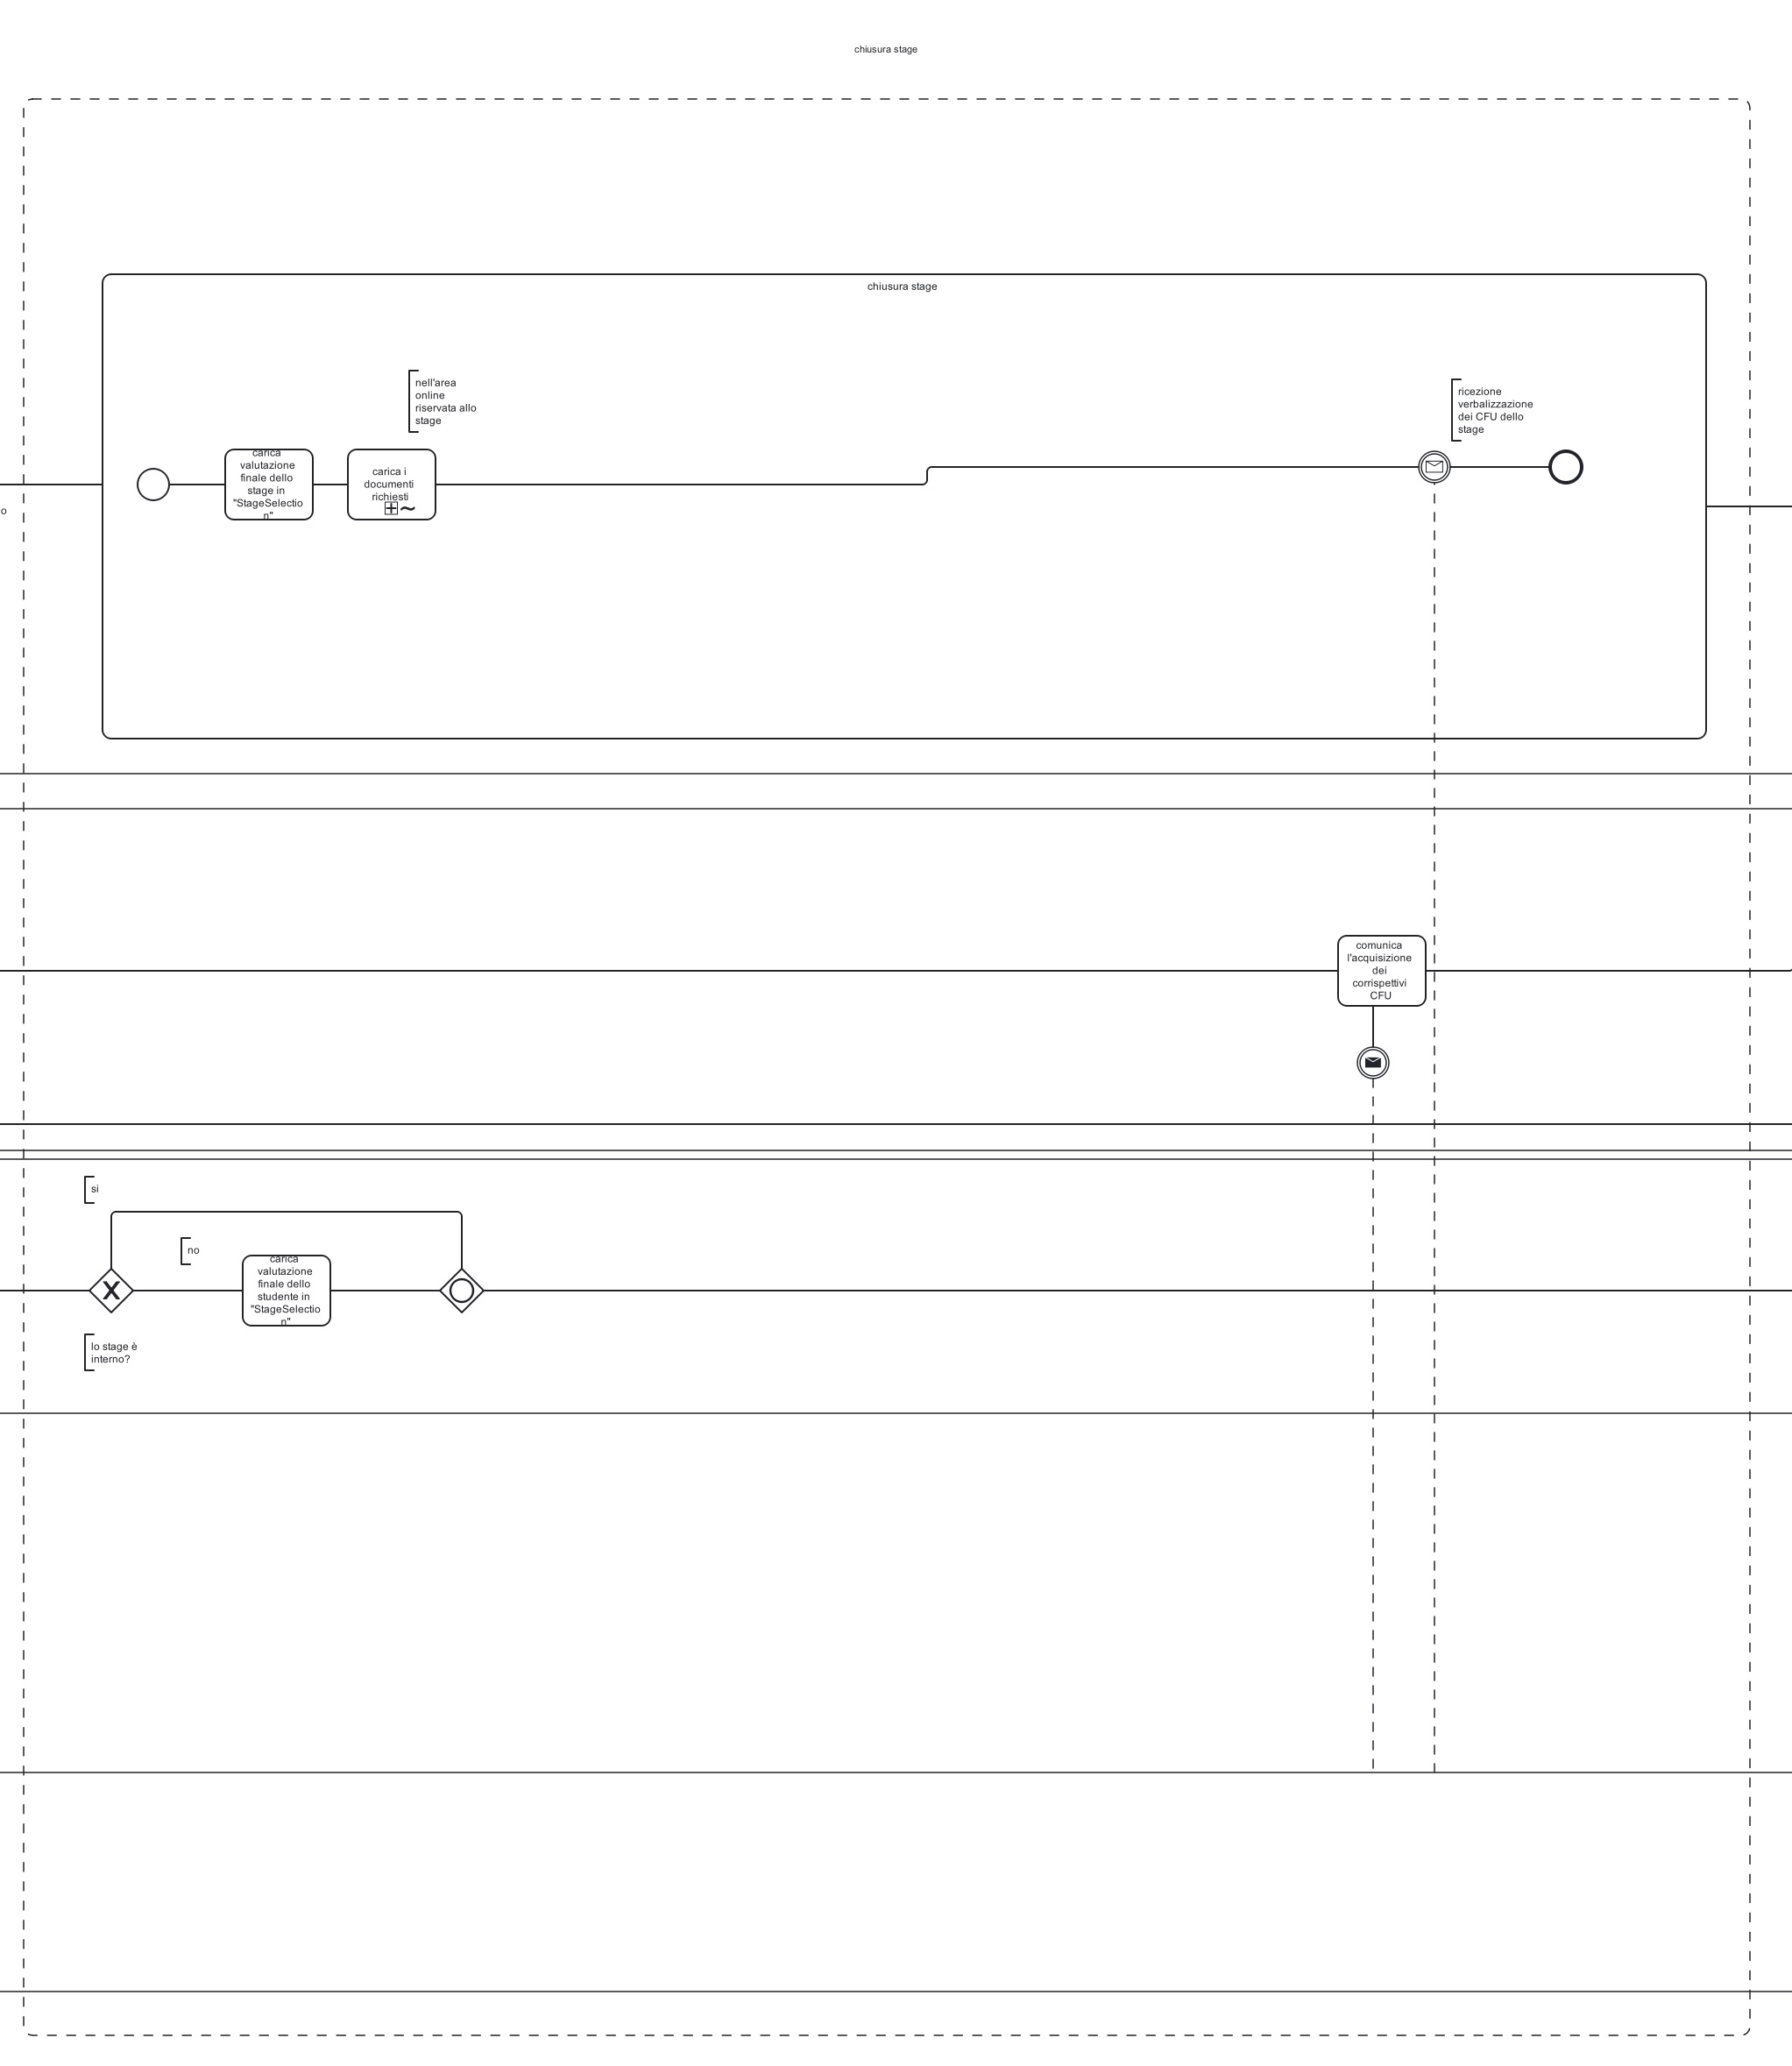 chiusura stage
chiusura stage
nell'area
online
riservata allo
stage
ricezione
verbalizzazione
dei CFU dello
stage
carica
valutazione
finale dello
stage in
"StageSelectio
n"
carica i
documenti
richiesti
o
comunica
l'acquisizione
dei
corrispettivi
CFU
si
no
carica
valutazione
finale dello
studente in
"StageSelectio
n"
lo stage è
interno?